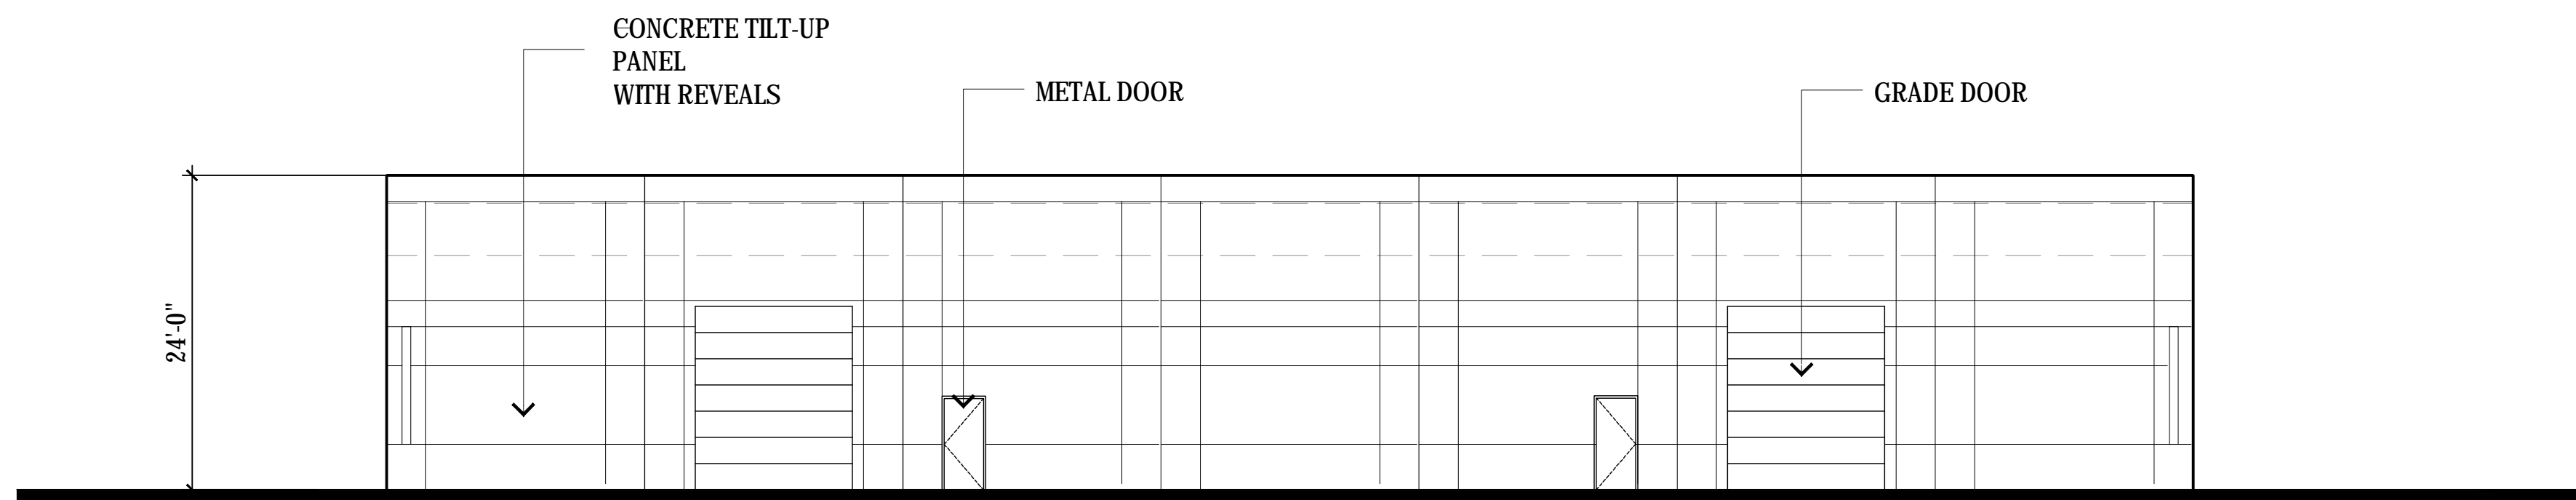 CONCRETE TILT-UP
PANEL
WITH REVEALS
METAL DOOR
GRADE DOOR
24'-0"